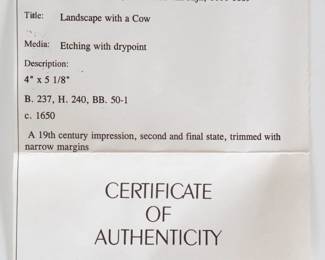 Title: Landscape with a Cow
Media: Etching with drypoint
Description:
4" x 5 1/8"
B. 237, H. 240, BB. 50-1
c. 1650
A 19th century impression, second and final state, trimmed with
narrow margins
CERTIFICATE
OF
AUTHENTICITY